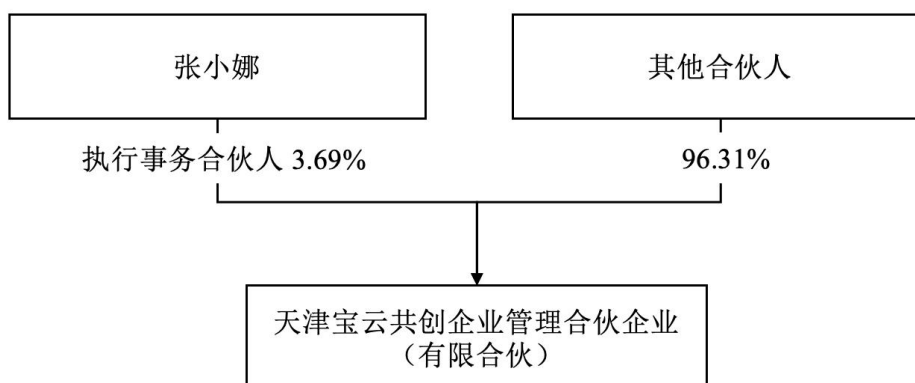 张小娜
其他合伙人
执行事务合伙人 3.69%
96.31%
天津宝云共创企业管理合伙企业
（有限合伙）